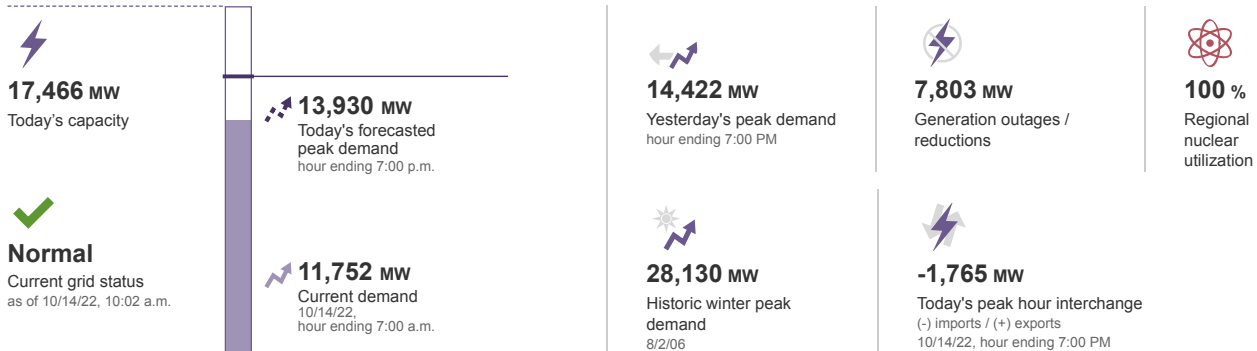 17,466 MW
Today's capacity
Normal
Current grid status
as of 10/14/22, 10:02 a.m.
13,930 MW
Today's forecasted
peak demand
hour ending 7:00 p.m.
11,752 MW
Current demand
10/14/22,
hour ending 7:00 a.m.
14,422 MW
Yesterday's peak demand
hour ending 7:00 PM
7,803 MW
Generation outages /
reductions
100 %
Regional
nuclear
utilization
28,130 MW
Historic winter peak
demand
8/2/06
-1,765 MW
Today's peak hour interchange
(-) imports / (+) exports
10/14/22, hour ending 7:00 PM